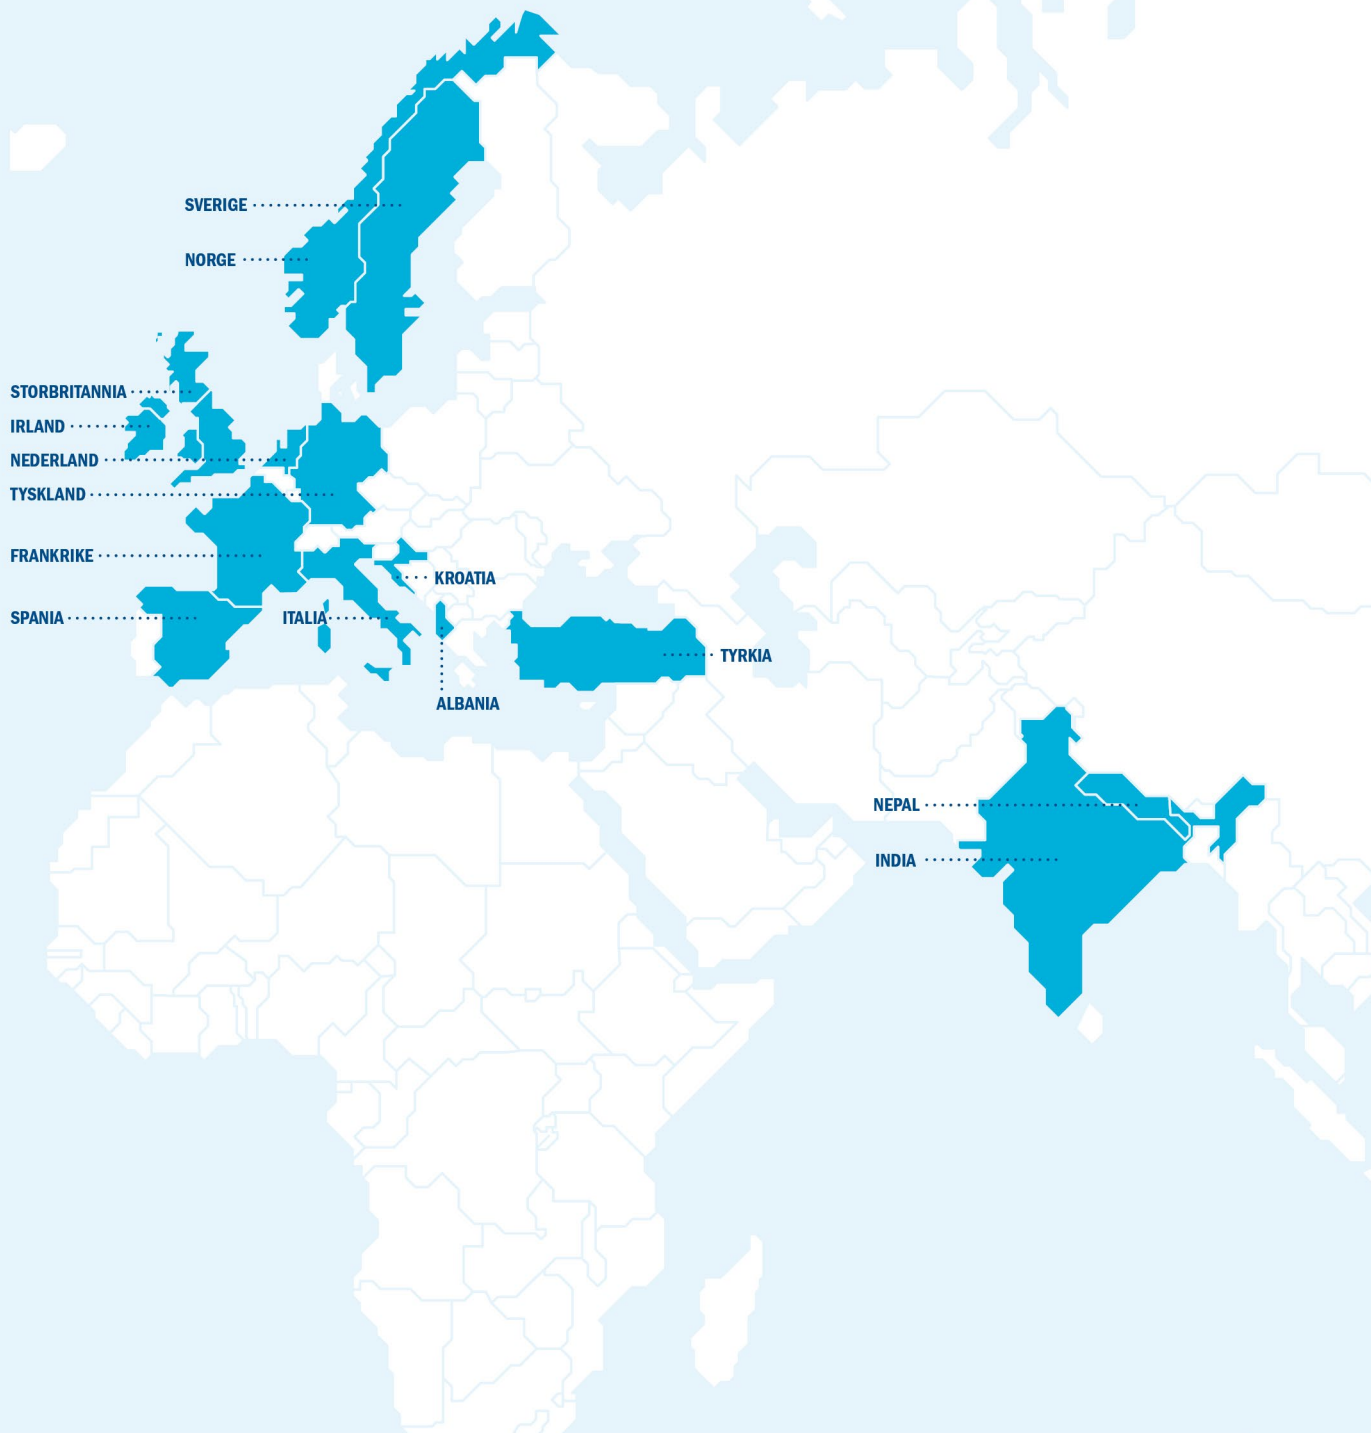 SVERIGE
NORGE
STORBRITANNIA
IRLAND
NEDERLAND
TYSKLAND
FRANKRIKE
KROATIA
SPANIA
ITALIA
TYRKIA
ALBANIA
NEPAL
INDIA